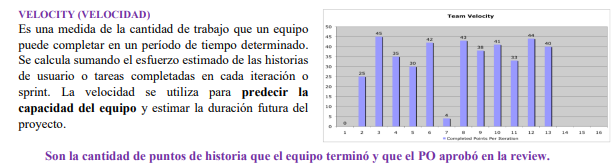 VELOCITY (VELOCIDAD)
Es una medida de la cantidad de trabajo que un equipo
puede completar en un período de tiempo determinado.
Se calcula sumando el esfuerzo estimado de las historias
de usuario o tareas completadas en cada iteración o
sprint. La velocidad se utiliza para predecir la
capacidad del equipo y estimar la duración futura del
proyecto.
Team Velocity
50
45
40
35
30
25
20
15
10
5
0
0 25 45 35 30 42 4 43 38 41 33 44 40
1 2 3 4 5 6 7 8 9 10 11 12 13 14 15 16
Completed Points Per Iteration
Son la cantidad de puntos de historia que el equipo terminó y que el PO aprobó en la review.